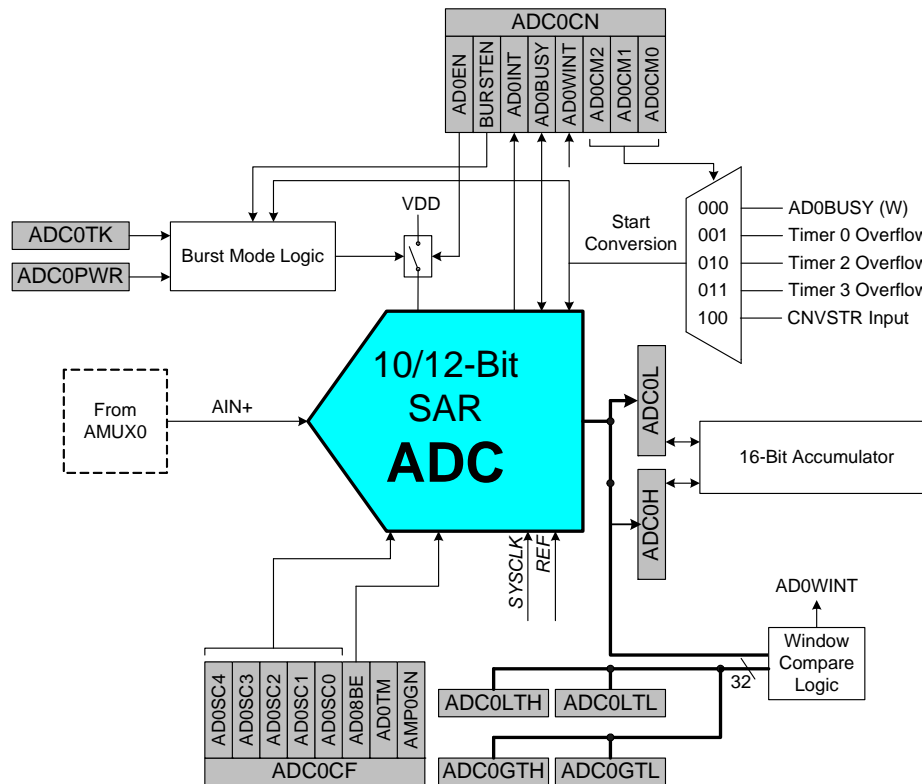 ADC0CN
AD0EN
BURSTEN
AD0INT
AD0BUSY
AD0WINT
AD0CM2
AD0CM1
AD0CM0
VDD
Start
Conversion
000
001
010
011
100
AD0BUSY (W)
Timer 0 Overflow
Timer 2 Overflow
Timer 3 Overflow
CNVSTR Input
ADC0TK
ADC0PWR
Burst Mode Logic
From
AMUX0
AIN+
10/12-Bit
SAR
ADC
ADC0L
ADC0H
16-Bit Accumulator
SYSCLK
REF
AD0WINT
Window
Compare
Logic
32
AD0SC4
AD0SC3
AD0SC2
AD0SC1
AD0SC0
AD08BE
AD0TM
AMP0GN
ADC0CF
ADC0LTH
ADC0LTL
ADC0GTH
ADC0GTL